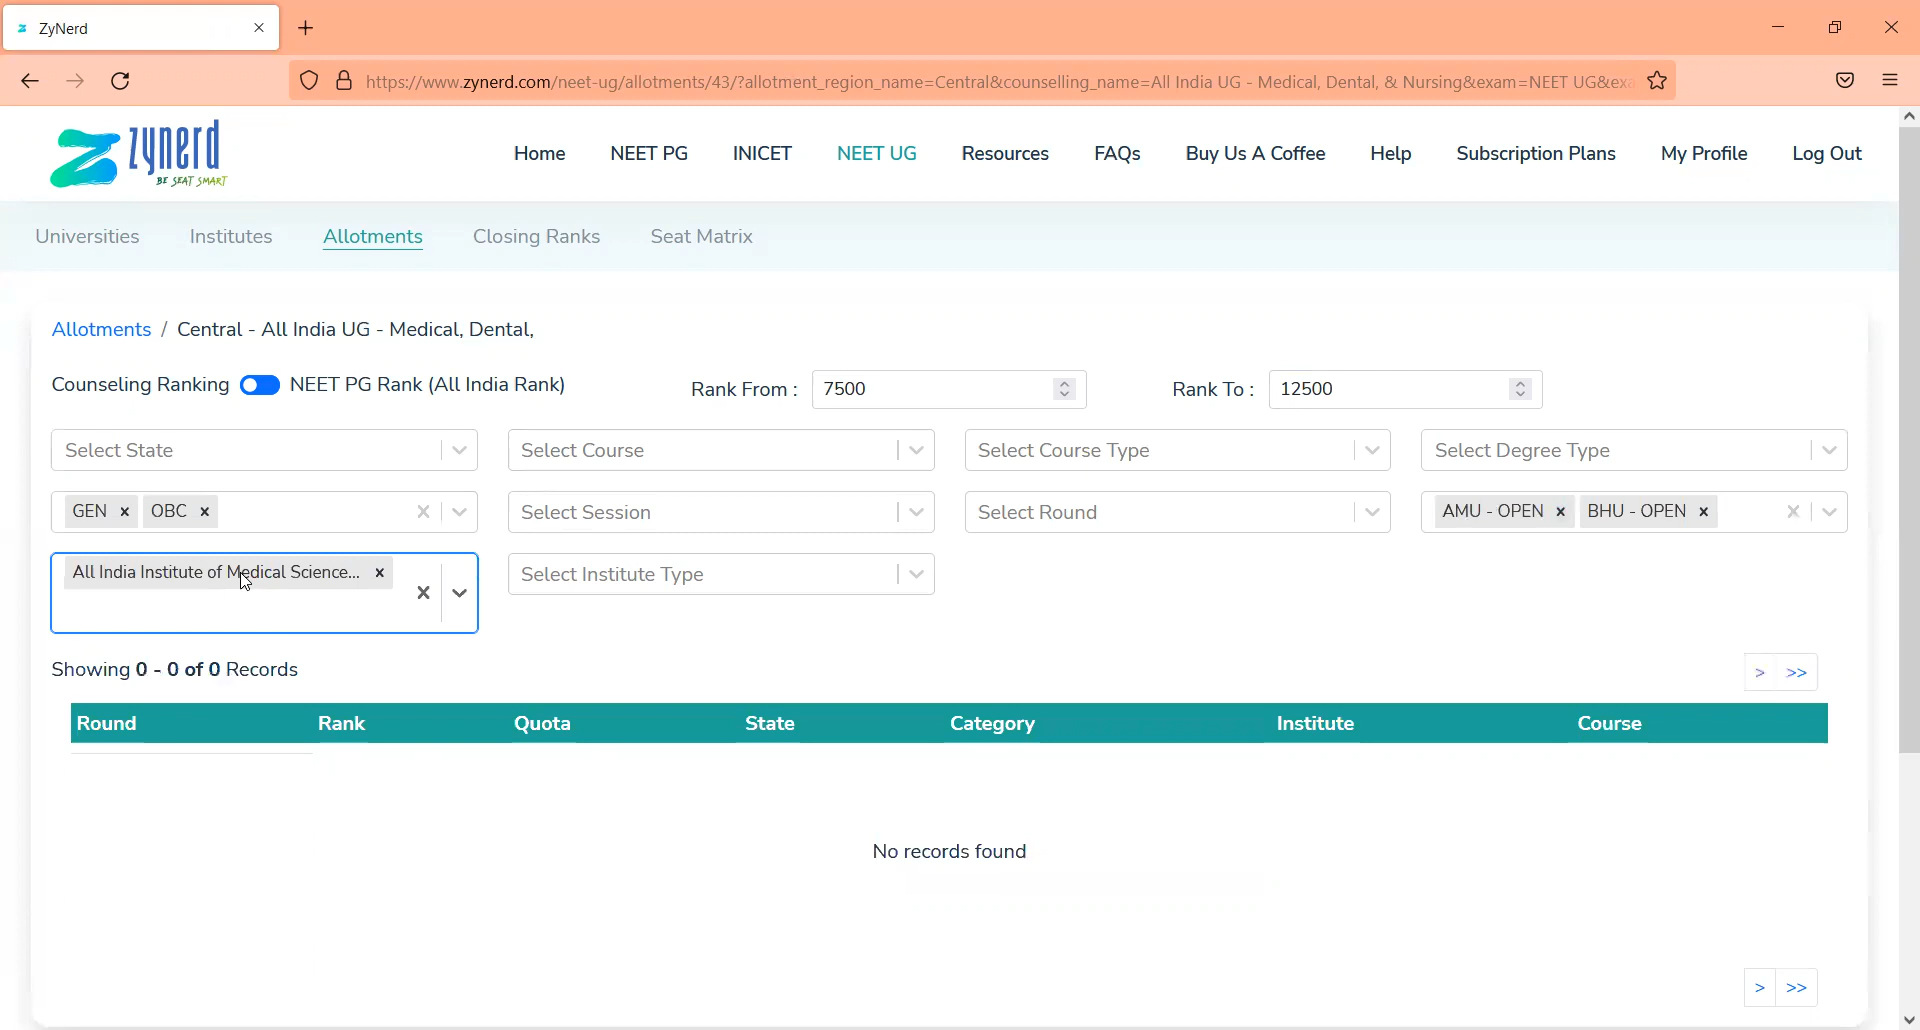 ZyNerd
https://www.zynerd.com/neet-ug/allotments/43/?allotment_region_name=Central&counselling_name=All India UG - Medical, Dental, & Nursing&exam=NEET UG&exa
zynerd
BE SEAT SMART
Home NEET PG INICET NEET UG Resources FAQs Buy Us A Coffee Help Subscription Plans My Profile Log Out
Universities Institutes Allotments Closing Ranks Seat Matrix
Allotments / Central - All India UG - Medical, Dental,
Counseling Ranking NEET PG Rank (All India Rank) Rank From : 7500 Rank To : 12500
Select State Select Course Select Course Type Select Degree Type
GEN × OBC × Select Session Select Round AMU - OPEN × BHU - OPEN ×
All India Institute of Medical Science... × Select Institute Type
Showing 0 - 0 of 0 Records > >>
Round Rank Quota State Category Institute Course
No records found
> >>